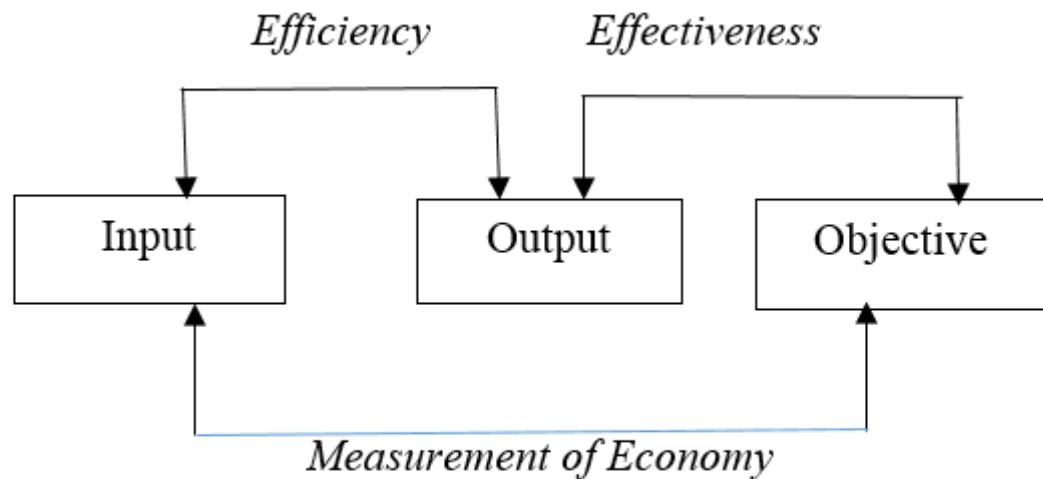 Efficiency Effectiveness
Input Output Objective
Measurement of Economy